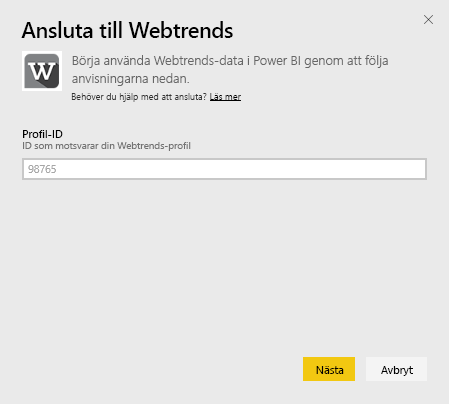 Ansluta till Webtrends
W
Börja använda Webtrends-data i Power BI genom att följa
anvisningarna nedan.
Behöver du hjälp med att ansluta? Läs mer
Profil-ID
ID som motsvarar din Webtrends-profil
98765
Nästa
Avbryt